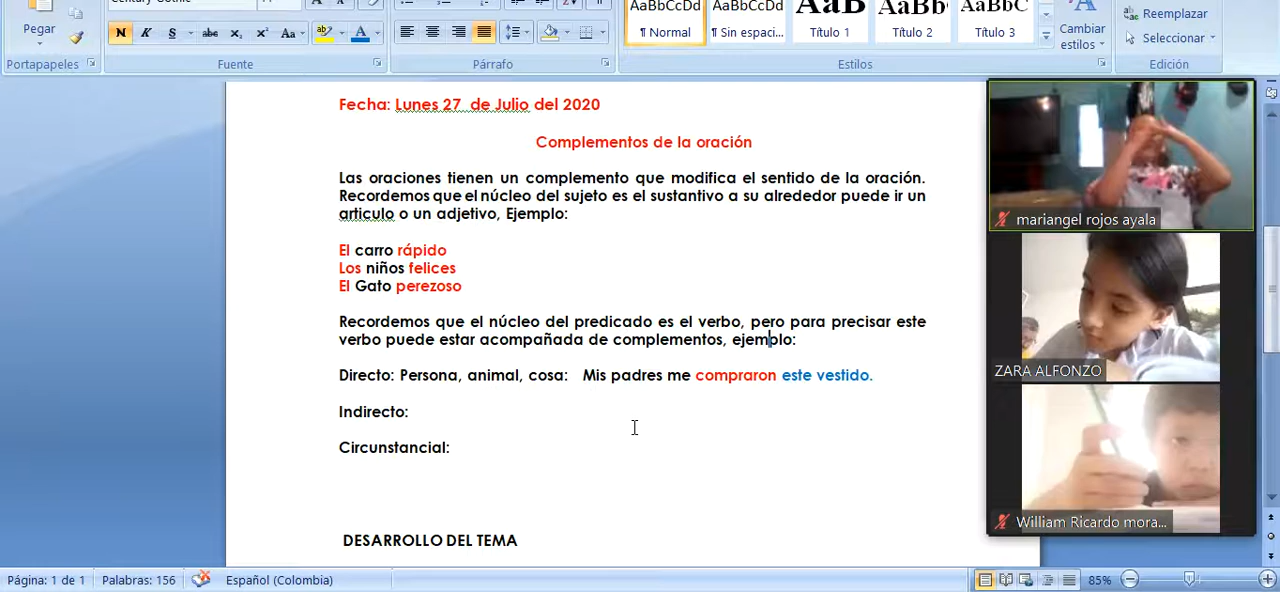 Century Gothic
Pegar
Portapapeles
N K S abc x₂ x² Aa
Fuente
Párrafo
AaBbCcDd AaBbCcDd AaB AaBb( AaBbC
¶ Normal ¶ Sin espaci... Título 1 Título 2 Título 3
Estilos
Cambiar
estilos
Reemplazar
Seleccionar
Edición
Fecha: Lunes 27 de Julio del 2020
Complementos de la oración
Las oraciones tienen un complemento que modifica el sentido de la oración.
Recordemos que el núcleo del sujeto es el sustantivo a su alrededor puede ir un
articulo o un adjetivo, Ejemplo:
El carro rápido
Los niños felices
El Gato perezoso
Recordemos que el núcleo del predicado es el verbo, pero para precisar este
verbo puede estar acompañada de complementos, ejemplo:
Directo: Persona, animal, cosa: Mis padres me compraron este vestido.
Indirecto:
Circunstancial:
DESARROLLO DEL TEMA
mariangel rojos ayala
ZARA ALFONZO
William Ricardo mora...
Página: 1 de 1 Palabras: 156 Español (Colombia) 85%